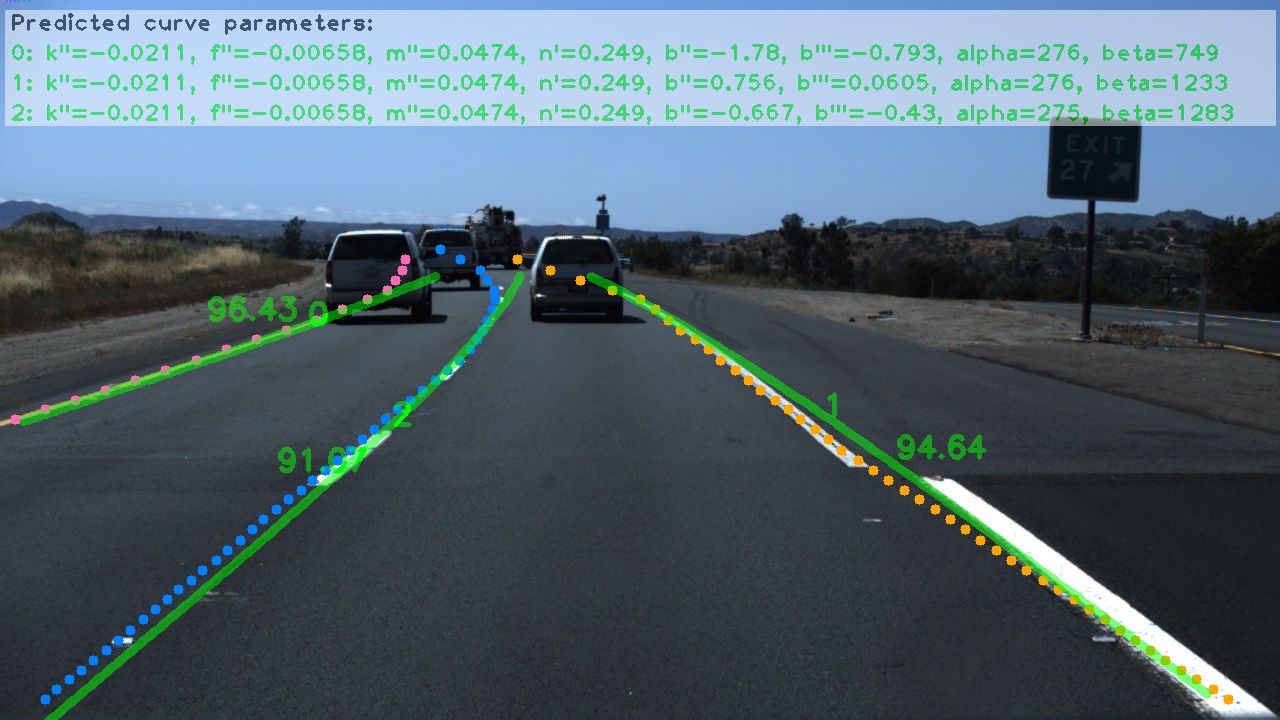 Predicted curve parameters:
0: k''=-0.0211, f''=-0.00658, m''=0.0474, n'=0.249, b''=-1.78, b'''=-0.793, alpha=276, beta=749
1: k''=-0.0211, f''=-0.00658, m''=0.0474, n'=0.249, b''=0.756, b'''=0.0605, alpha=276, beta=1233
2: k''=-0.0211, f''=-0.00658, m''=0.0474, n'=0.249, b''=-0.667, b'''=-0.43, alpha=275, beta=1283
EXIT
27
96.43 0
1
2
94.64